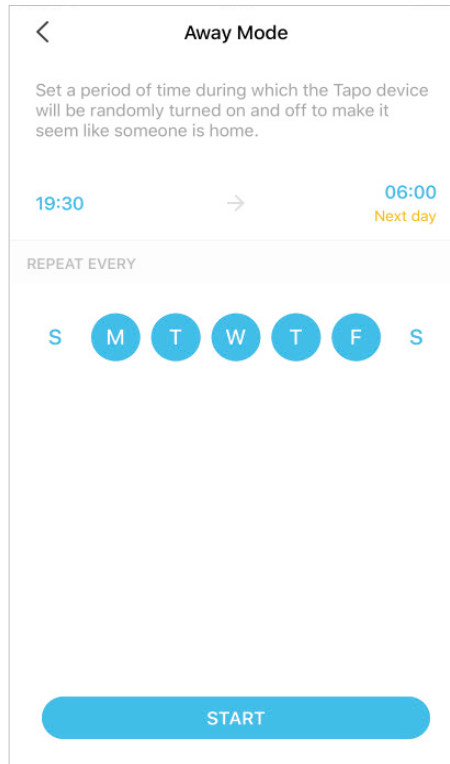 Away Mode
Set a period of time during which the Tapo device
will be randomly turned on and off to make it
seem like someone is home.
19:30
06:00
Next day
REPEAT EVERY
S M T W T F S
START